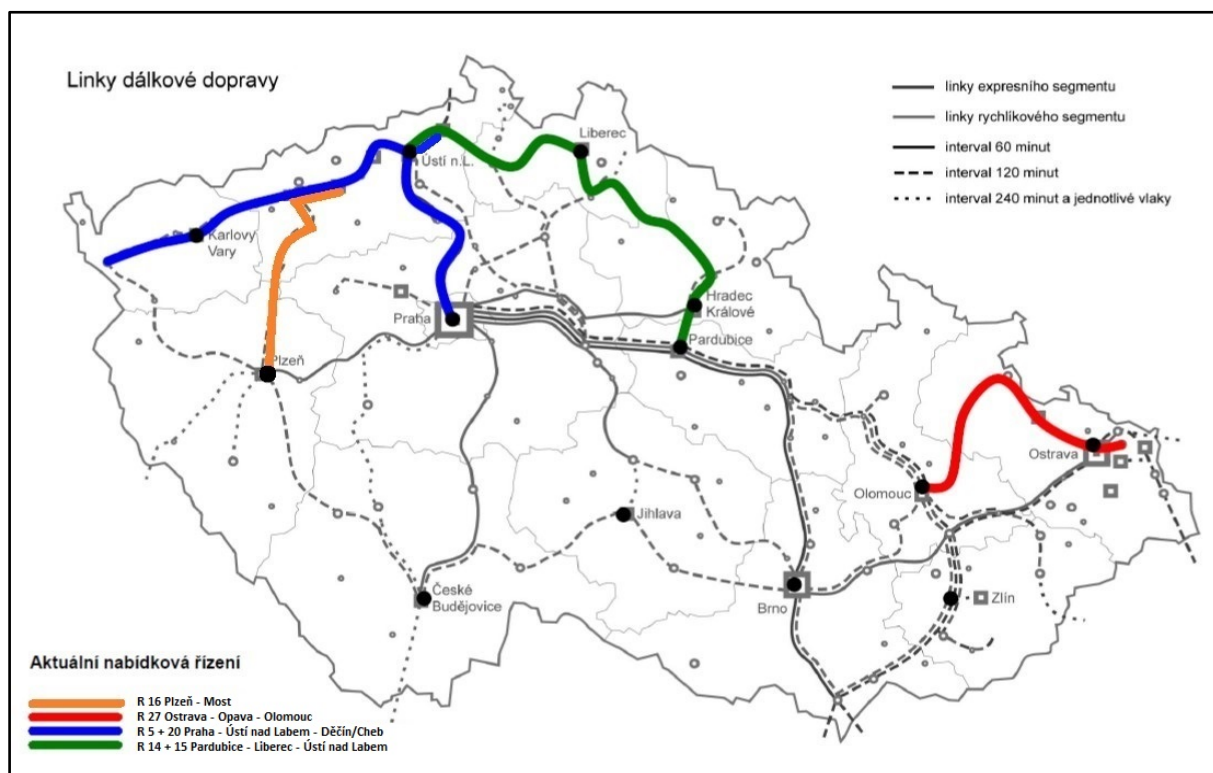 Linky dálkové dopravy
linky expresního segmentu
linky rychlíkového segmentu
interval 60 minut
interval 120 minut
interval 240 minut a jednotlivé vlaky
Liberec
Ústí n.L.
Karlovy
Vary
Hradec
Králové
Praha
Pardubice
Plzeň
Ostrava
Olomouc
Jihlava
České
Budějovice
Brno
Zlín
Aktuální nabídková řízení
R 16 Plzeň - Most
R 27 Ostrava - Opava - Olomouc
R 5 + 20 Praha - Ústí nad Labem - Děčín/Cheb
R 14 + 15 Pardubice - Liberec - Ústí nad Labem